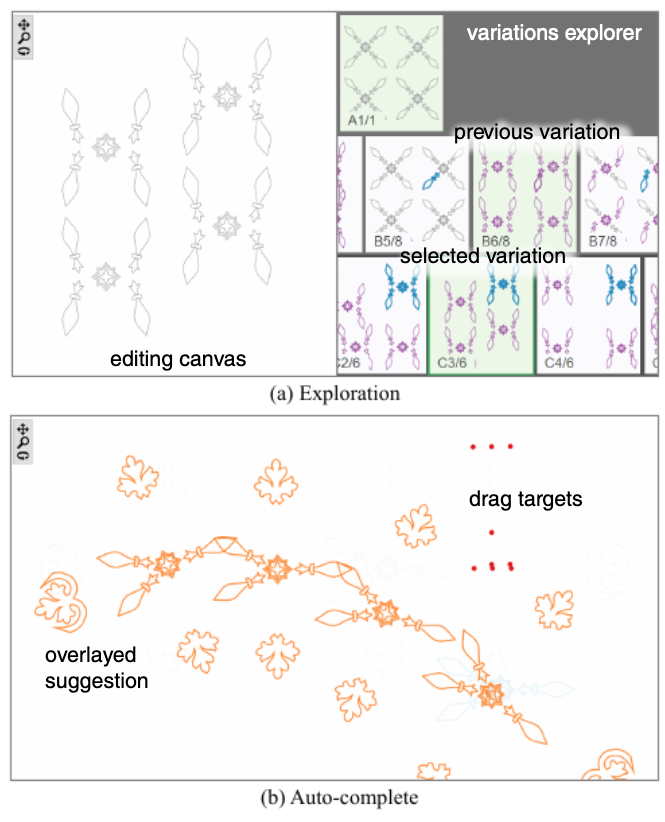 variations explorer
A1/1
previous variation
B5/8
B6/8
B7/8
selected variation
C2/6
C3/6
C4/6
editing canvas
(a) Exploration
drag targets
overlayed
suggestion
(b) Auto-complete